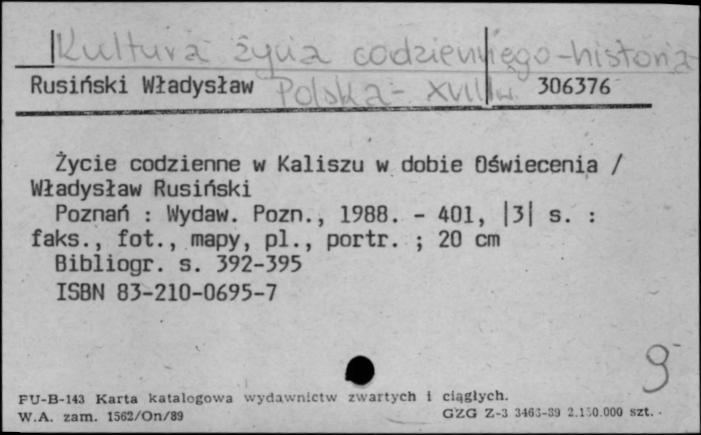 Kultura życia codziennego - historia
Rusiński Władysław Polska - XVIII w. 306376
Życie codzienne w Kaliszu w dobie Oświecenia /
Władysław Rusiński
Poznań : Wydaw. Pozn., 1988. - 401, |3| s. :
faks., fot., mapy, pl., portr. ; 20 cm
Bibliogr. s. 392-395
ISBN 83-210-0695-7
9
PU-B-143 Karta katalogowa wydawnictw zwartych i ciągłych.
W.A. zam. 1562/On/89 GZG Z-3 3463-89 2.150.000 szt.